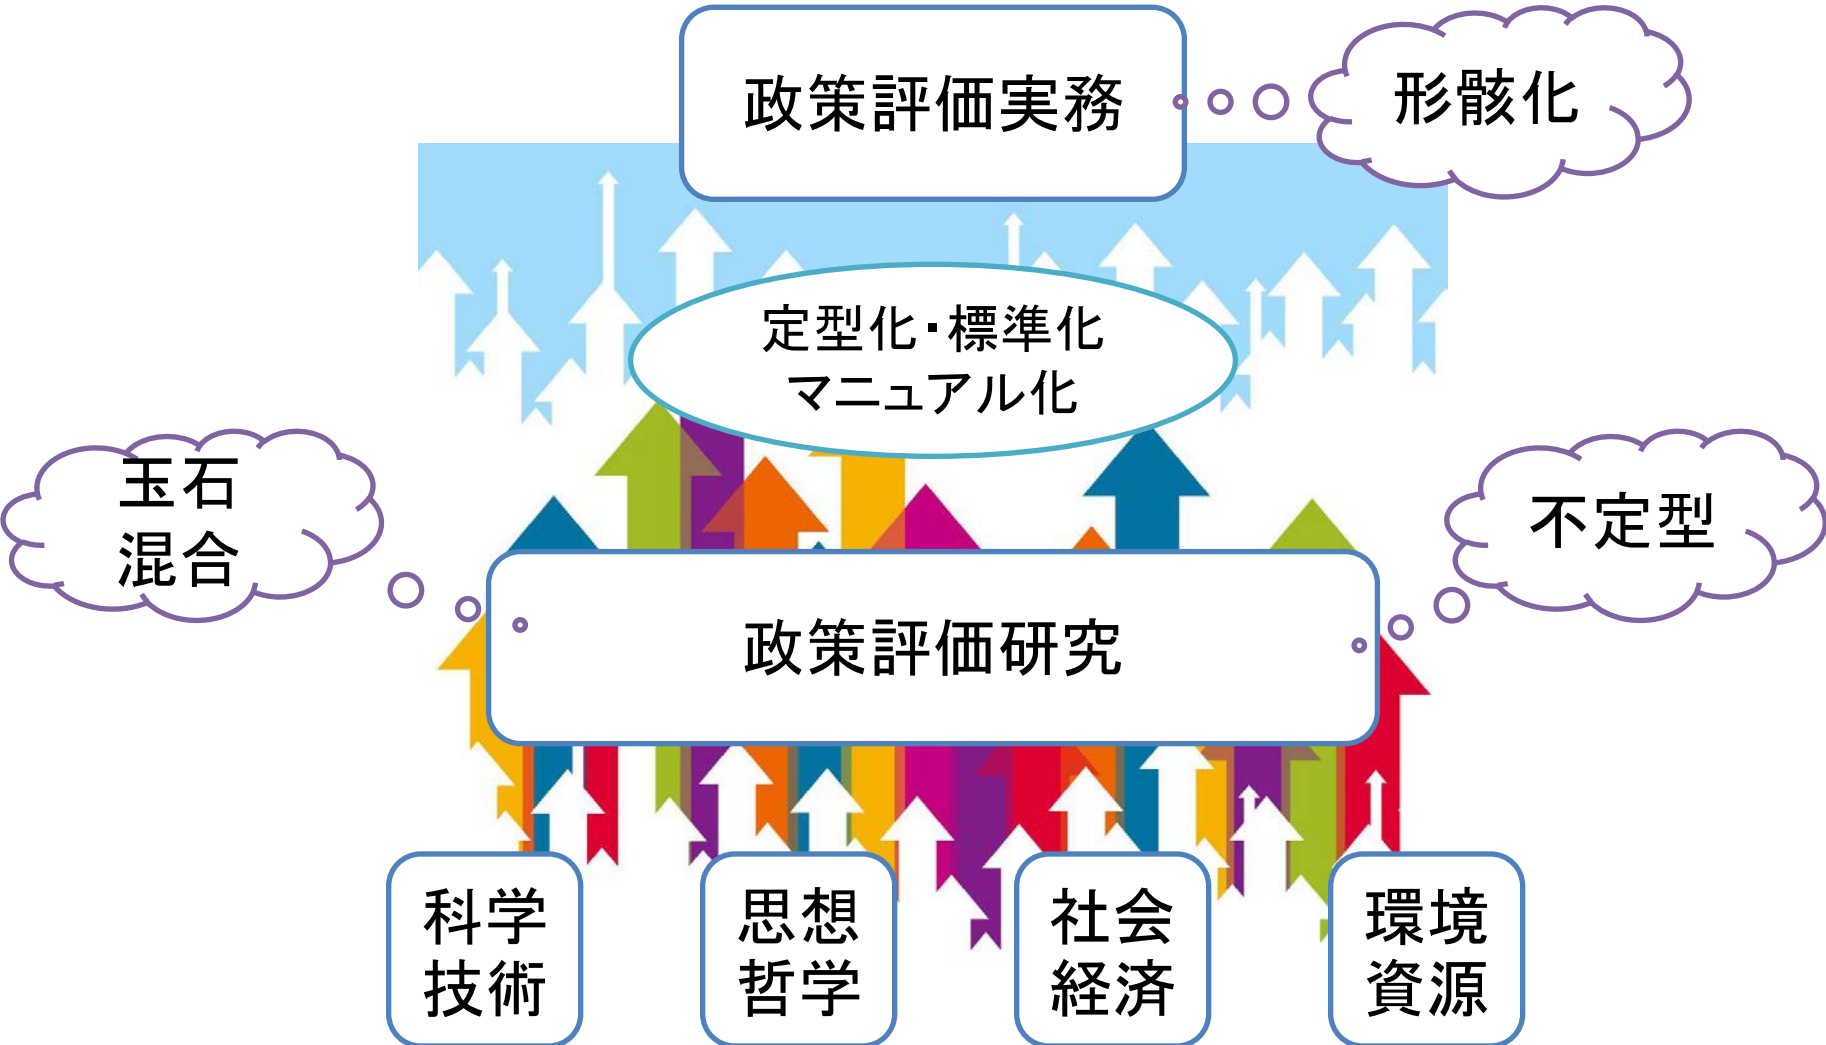 政策評価実務
形骸化
定型化・標準化
マニュアル化
玉石
混合
不定型
政策評価研究
科学
技術
思想
哲学
社会
経済
環境
資源